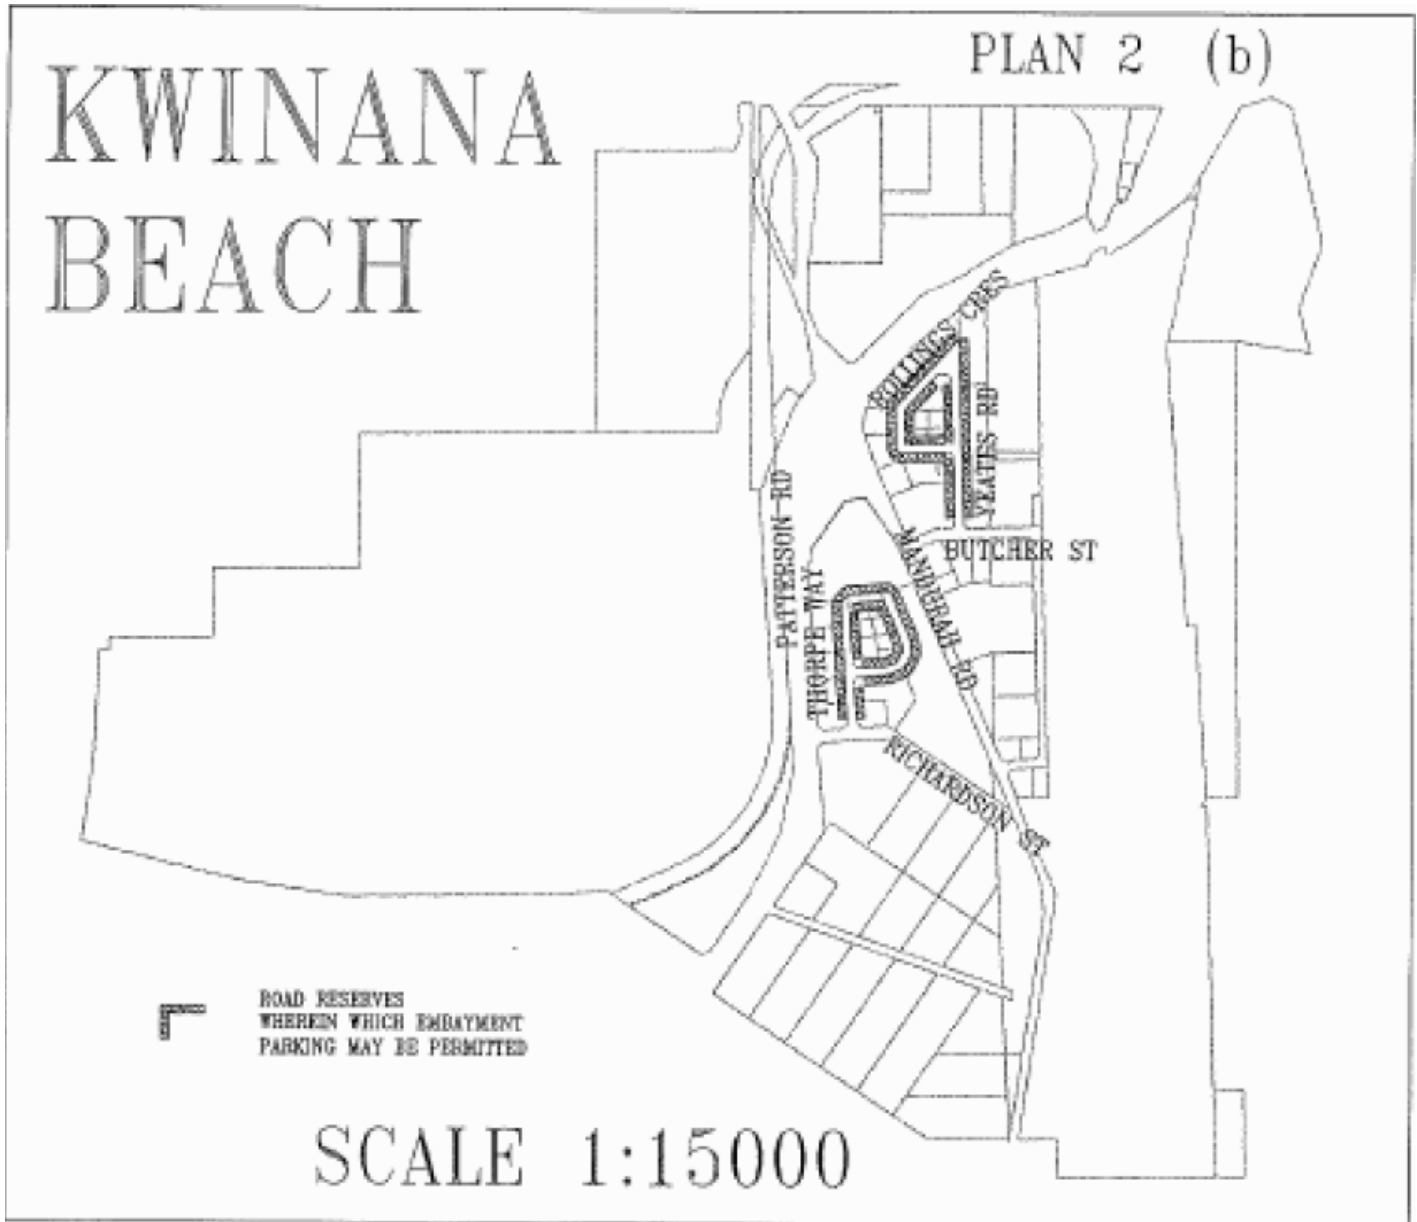 PLAN 2 (b)
KWINANA
BEACH
HOLLINGS CRES
YEATES RD
PATTERSON RD
THORPE WAY
MANDURAH RD
BUTCHER ST
RICHARDSON ST
ROAD RESERVES
WHEREIN WHICH EMBAYMENT
PARKING MAY BE PERMITTED
SCALE 1:15000